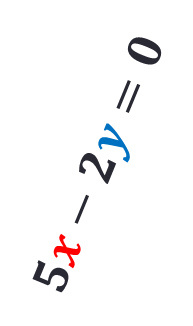 5x − 2y = 0